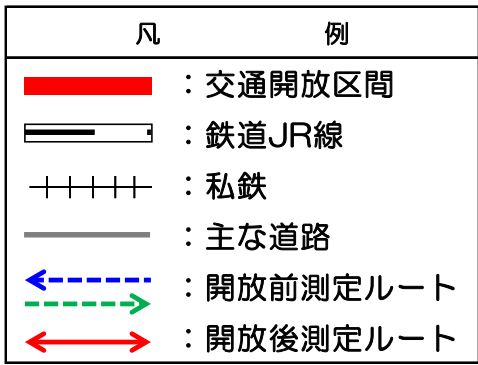 凡 例
：交通開放区間
：鉄道JR線
：私鉄
：主な道路
：開放前測定ルート
：開放後測定ルート